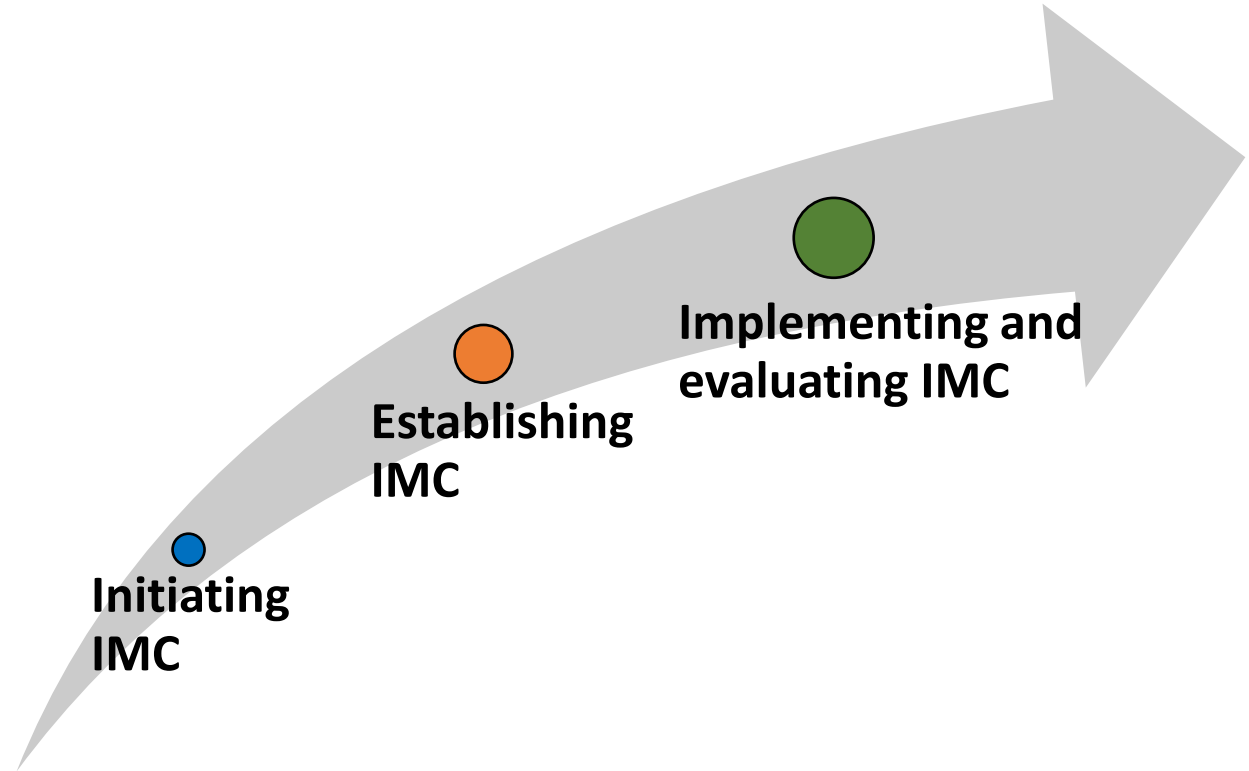 Implementing and
evaluating IMC
Establishing
IMC
Initiating
IMC